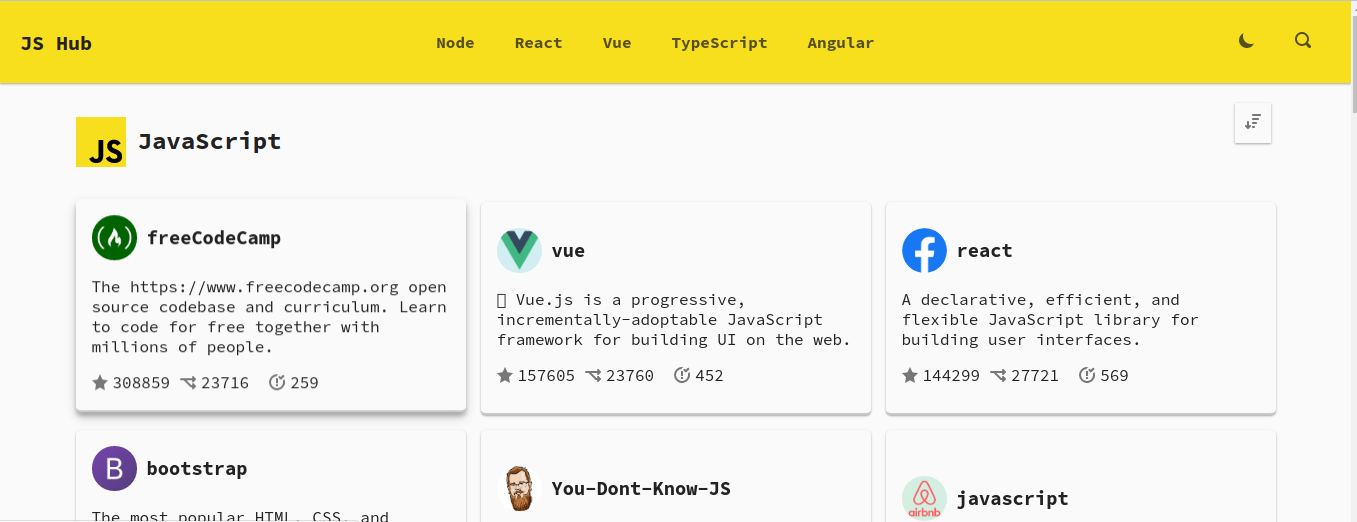 JS Hub
Node React Vue TypeScript Angular
JS JavaScript
freeCodeCamp
The https://www.freecodecamp.org open
source codebase and curriculum. Learn
to code for free together with
millions of people.
308859 23716 259
vue
Vue.js is a progressive,
incrementally-adoptable JavaScript
framework for building UI on the web.
157605 23760 452
react
A declarative, efficient, and
flexible JavaScript library for
building user interfaces.
144299 27721 569
B bootstrap
The most popular HTML, CSS, and
You-Dont-Know-JS
airbnb
javascript